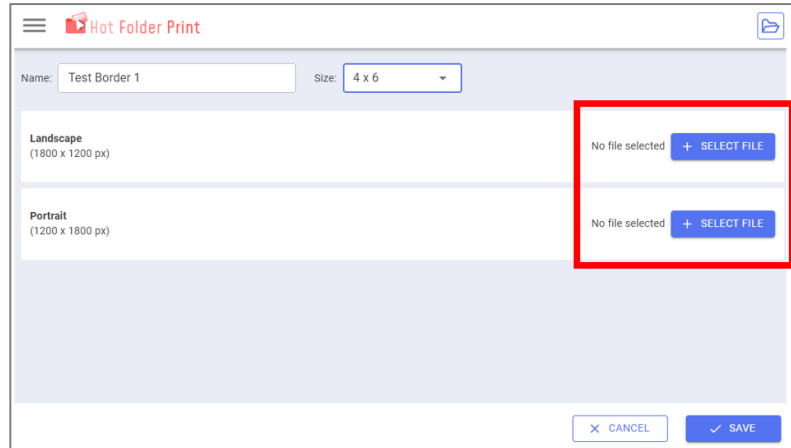 Hot Folder Print
Name: Test Border 1 Size: 4 x 6
Landscape
(1800 x 1200 px)
No file selected + SELECT FILE
Portrait
(1200 x 1800 px)
No file selected + SELECT FILE
CANCEL SAVE